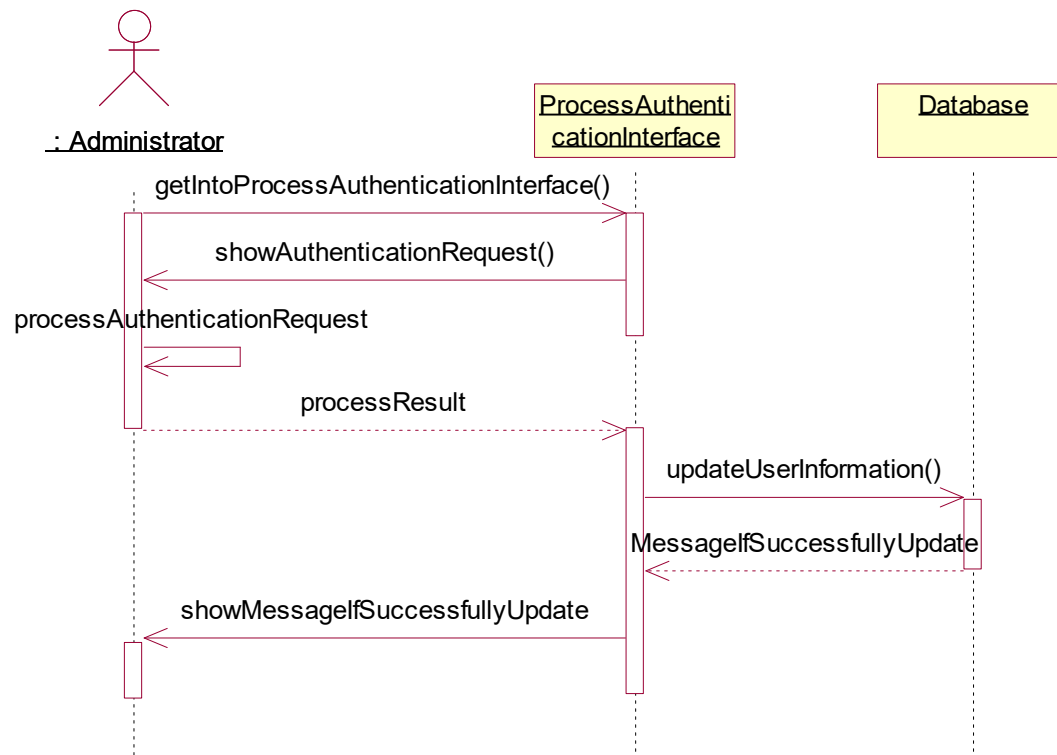 : Administrator
ProcessAuthenti
cationInterface
Database
getIntoProcessAuthenticationInterface()
showAuthenticationRequest()
processAuthenticationRequest
processResult
updateUserInformation()
MessageIfSuccessfullyUpdate
showMessageIfSuccessfullyUpdate